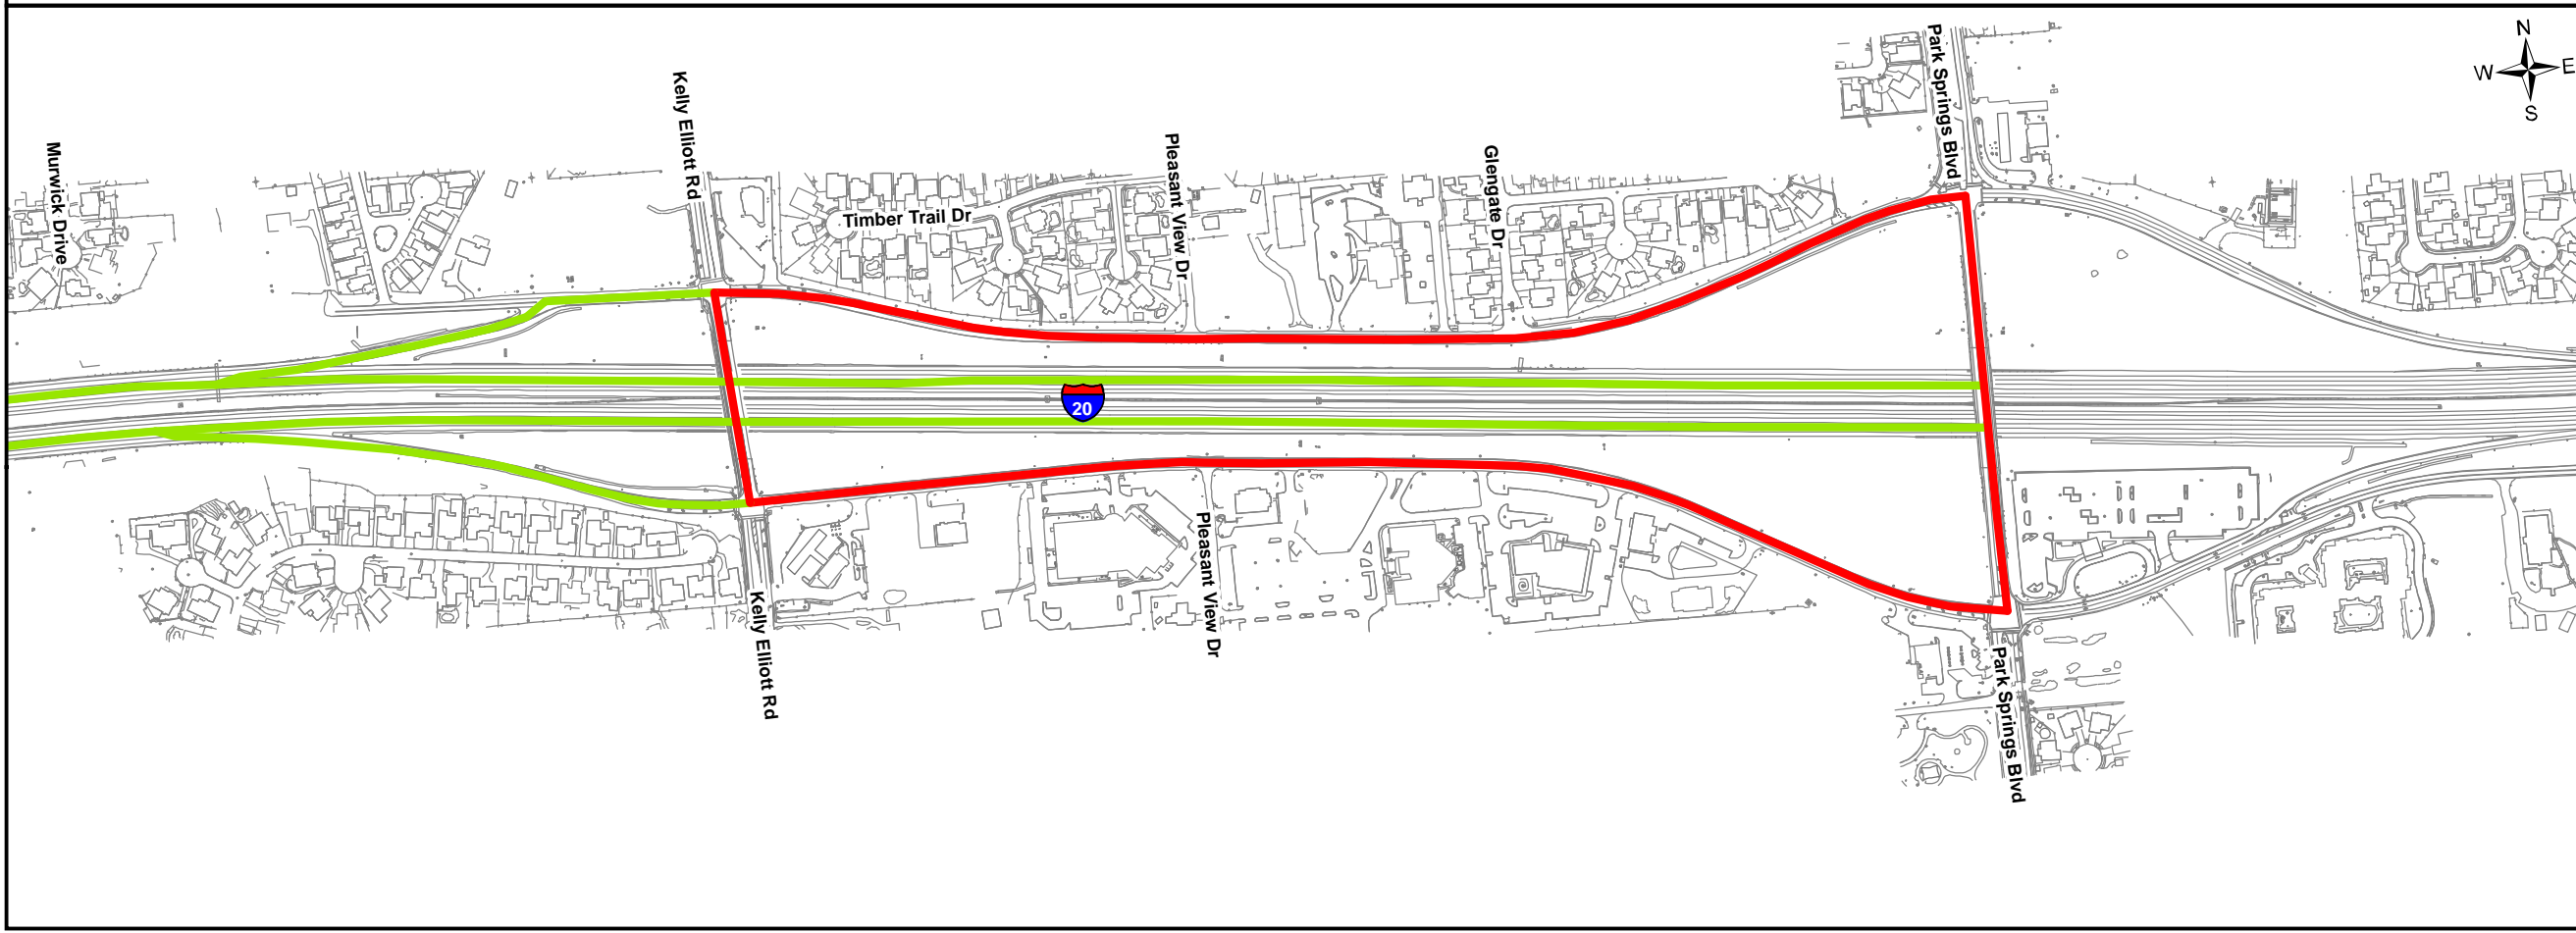 N
W E
S
Park Springs Blvd
Kelly Elliott Rd
Murwick Drive
Pleasant View Dr
Glengate Dr
Timber Trail Dr
20
Pleasant View Dr
Kelly Elliott Rd
Park Springs Blvd